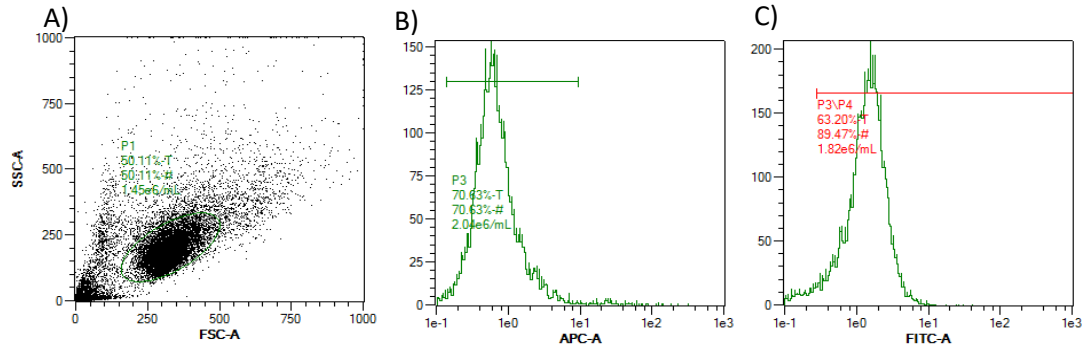 A)
1000
750
500
250
0
0
250
500
750
1000
SSC-A
FSC-A
P1
50.11%-T
50.11%-#
1.45e6/mL
B)
150
125
100
75
50
25
0
1e-1
1e0
1e1
1e2
1e3
APC-A
P3
70.63%-T
70.63%-#
2.04e6/mL
C)
200
150
100
50
0
1e-1
1e0
1e1
1e2
1e3
FITC-A
P3\P4
63.20%-T
89.47%-#
1.82e6/mL